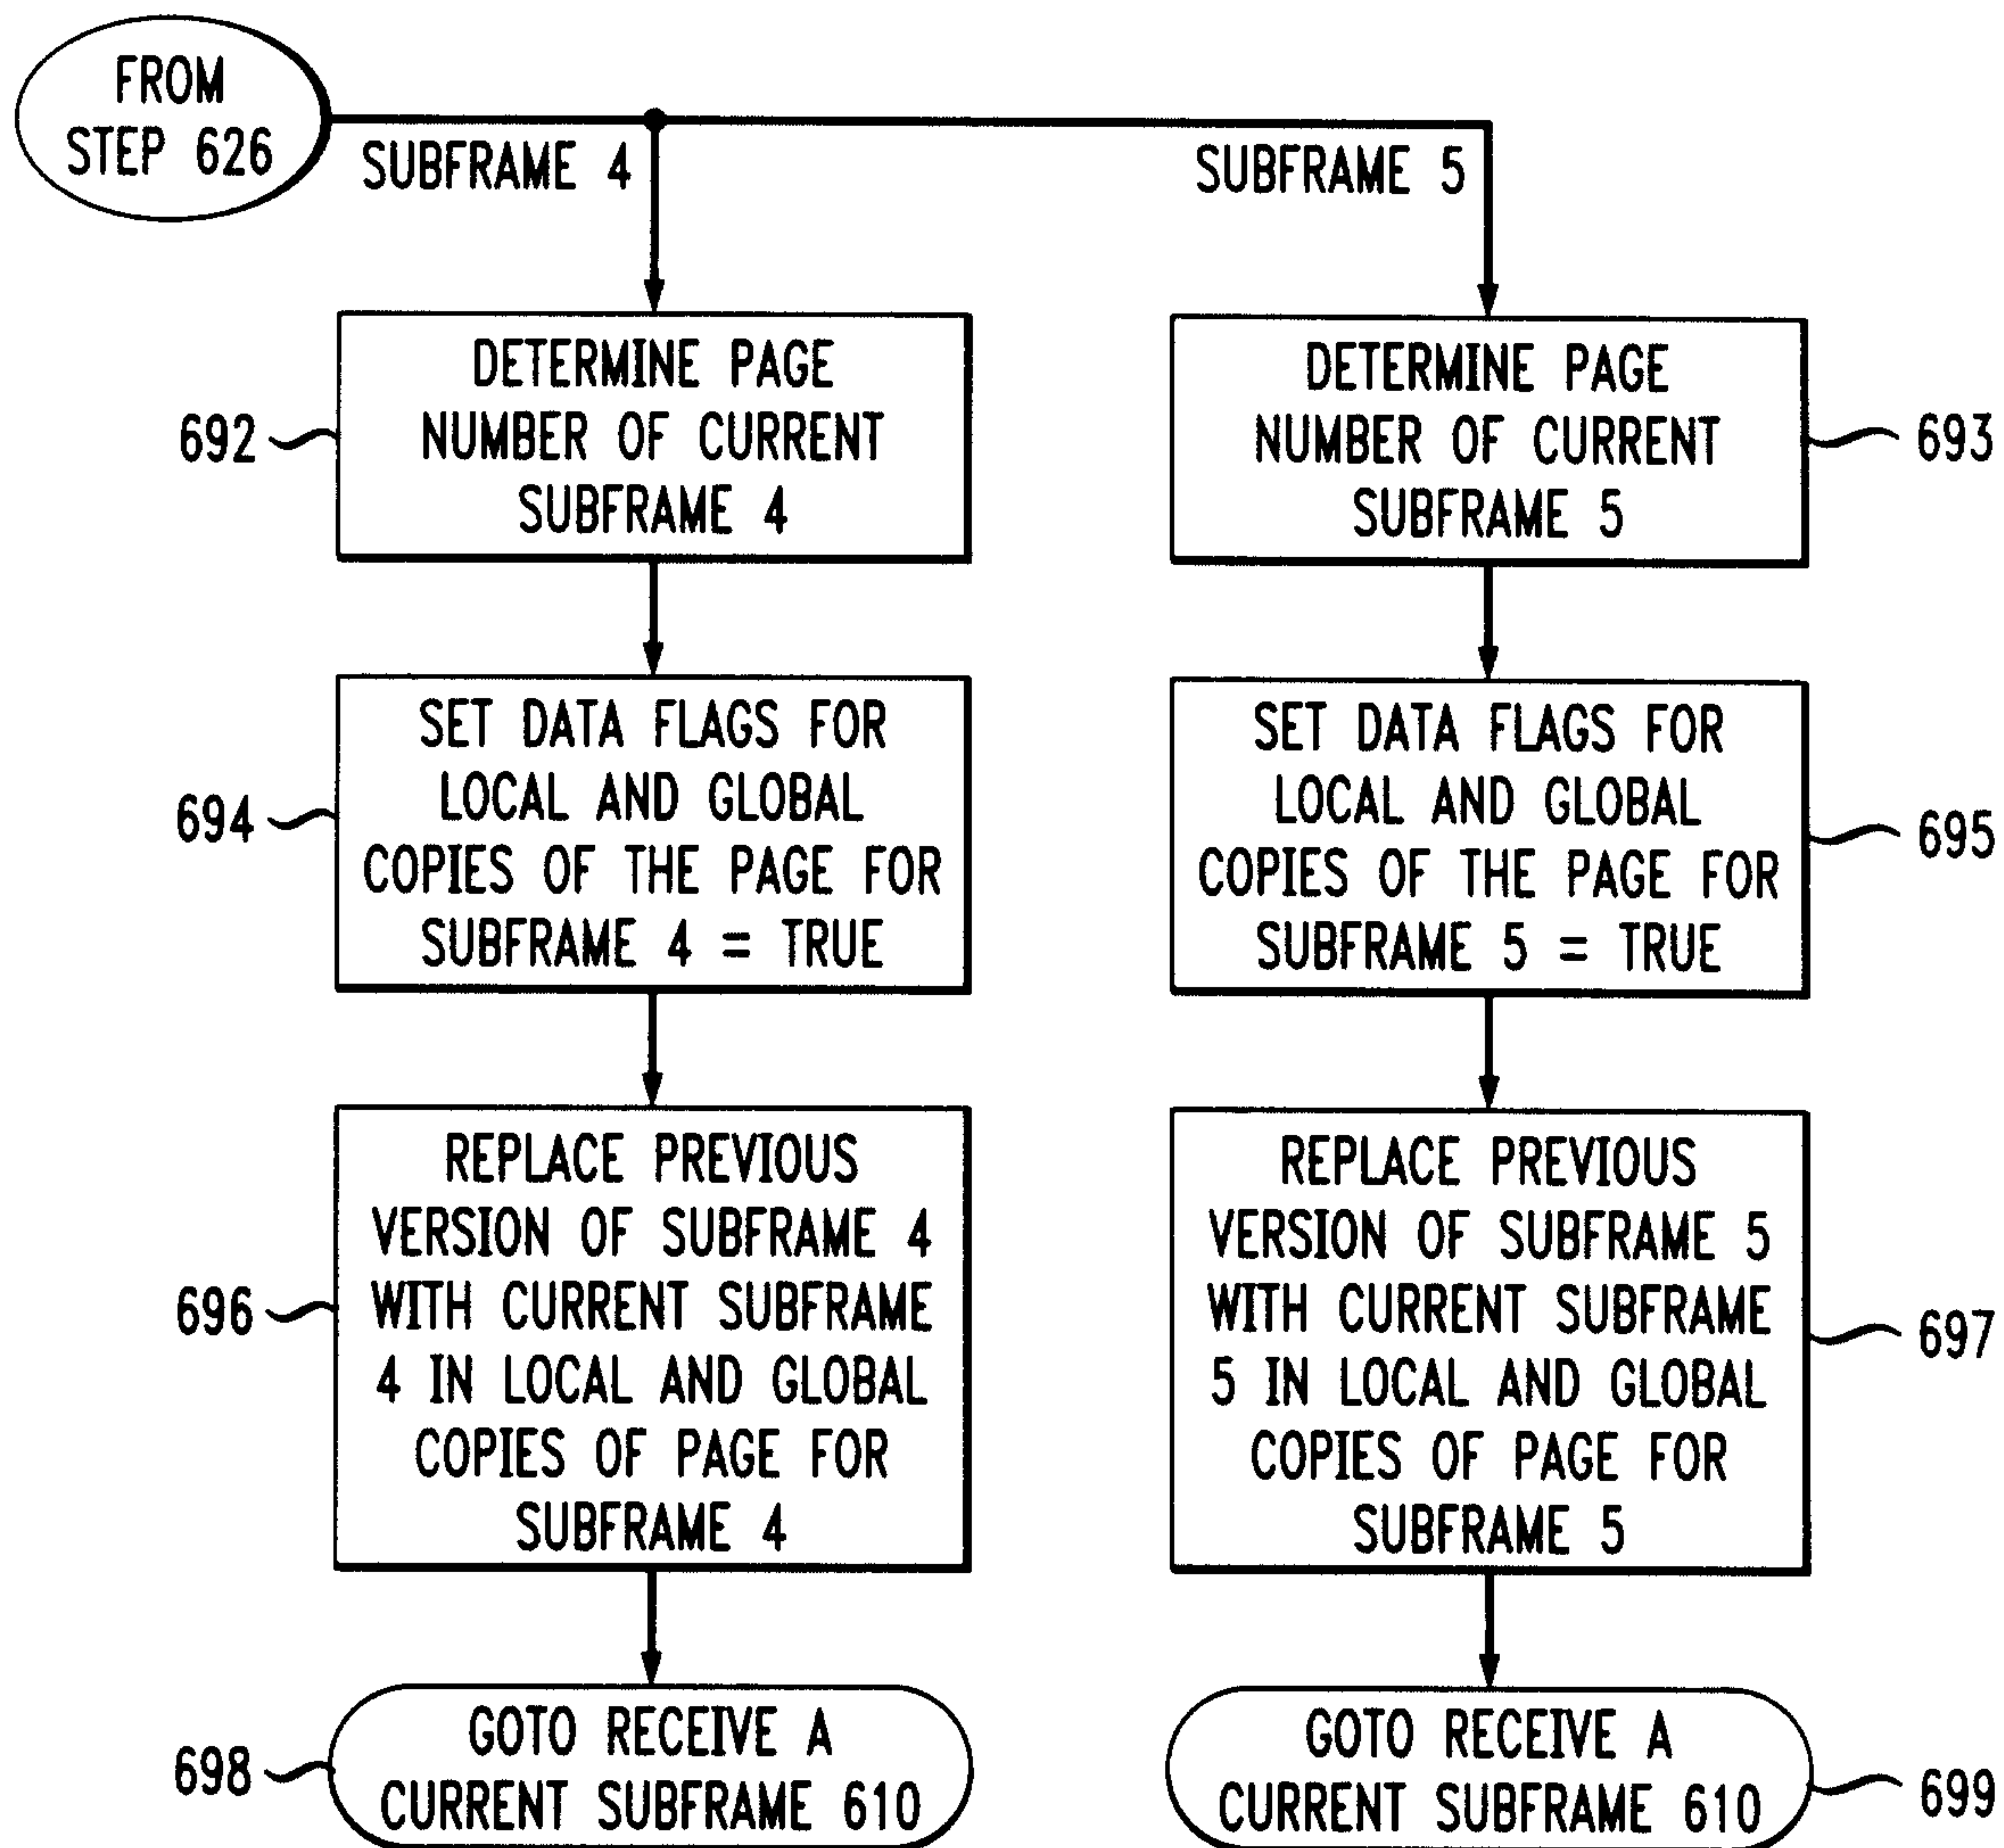 FROM
STEP 626
SUBFRAME 4
SUBFRAME 5
692
DETERMINE PAGE
NUMBER OF CURRENT
SUBFRAME 4
DETERMINE PAGE
NUMBER OF CURRENT
SUBFRAME 5
693
694
SET DATA FLAGS FOR
LOCAL AND GLOBAL
COPIES OF THE PAGE FOR
SUBFRAME 4 = TRUE
SET DATA FLAGS FOR
LOCAL AND GLOBAL
COPIES OF THE PAGE FOR
SUBFRAME 5 = TRUE
695
696
REPLACE PREVIOUS
VERSION OF SUBFRAME 4
WITH CURRENT SUBFRAME
4 IN LOCAL AND GLOBAL
COPIES OF PAGE FOR
SUBFRAME 4
REPLACE PREVIOUS
VERSION OF SUBFRAME 5
WITH CURRENT SUBFRAME
5 IN LOCAL AND GLOBAL
COPIES OF PAGE FOR
SUBFRAME 5
697
698
GOTO RECEIVE A
CURRENT SUBFRAME 610
GOTO RECEIVE A
CURRENT SUBFRAME 610
699